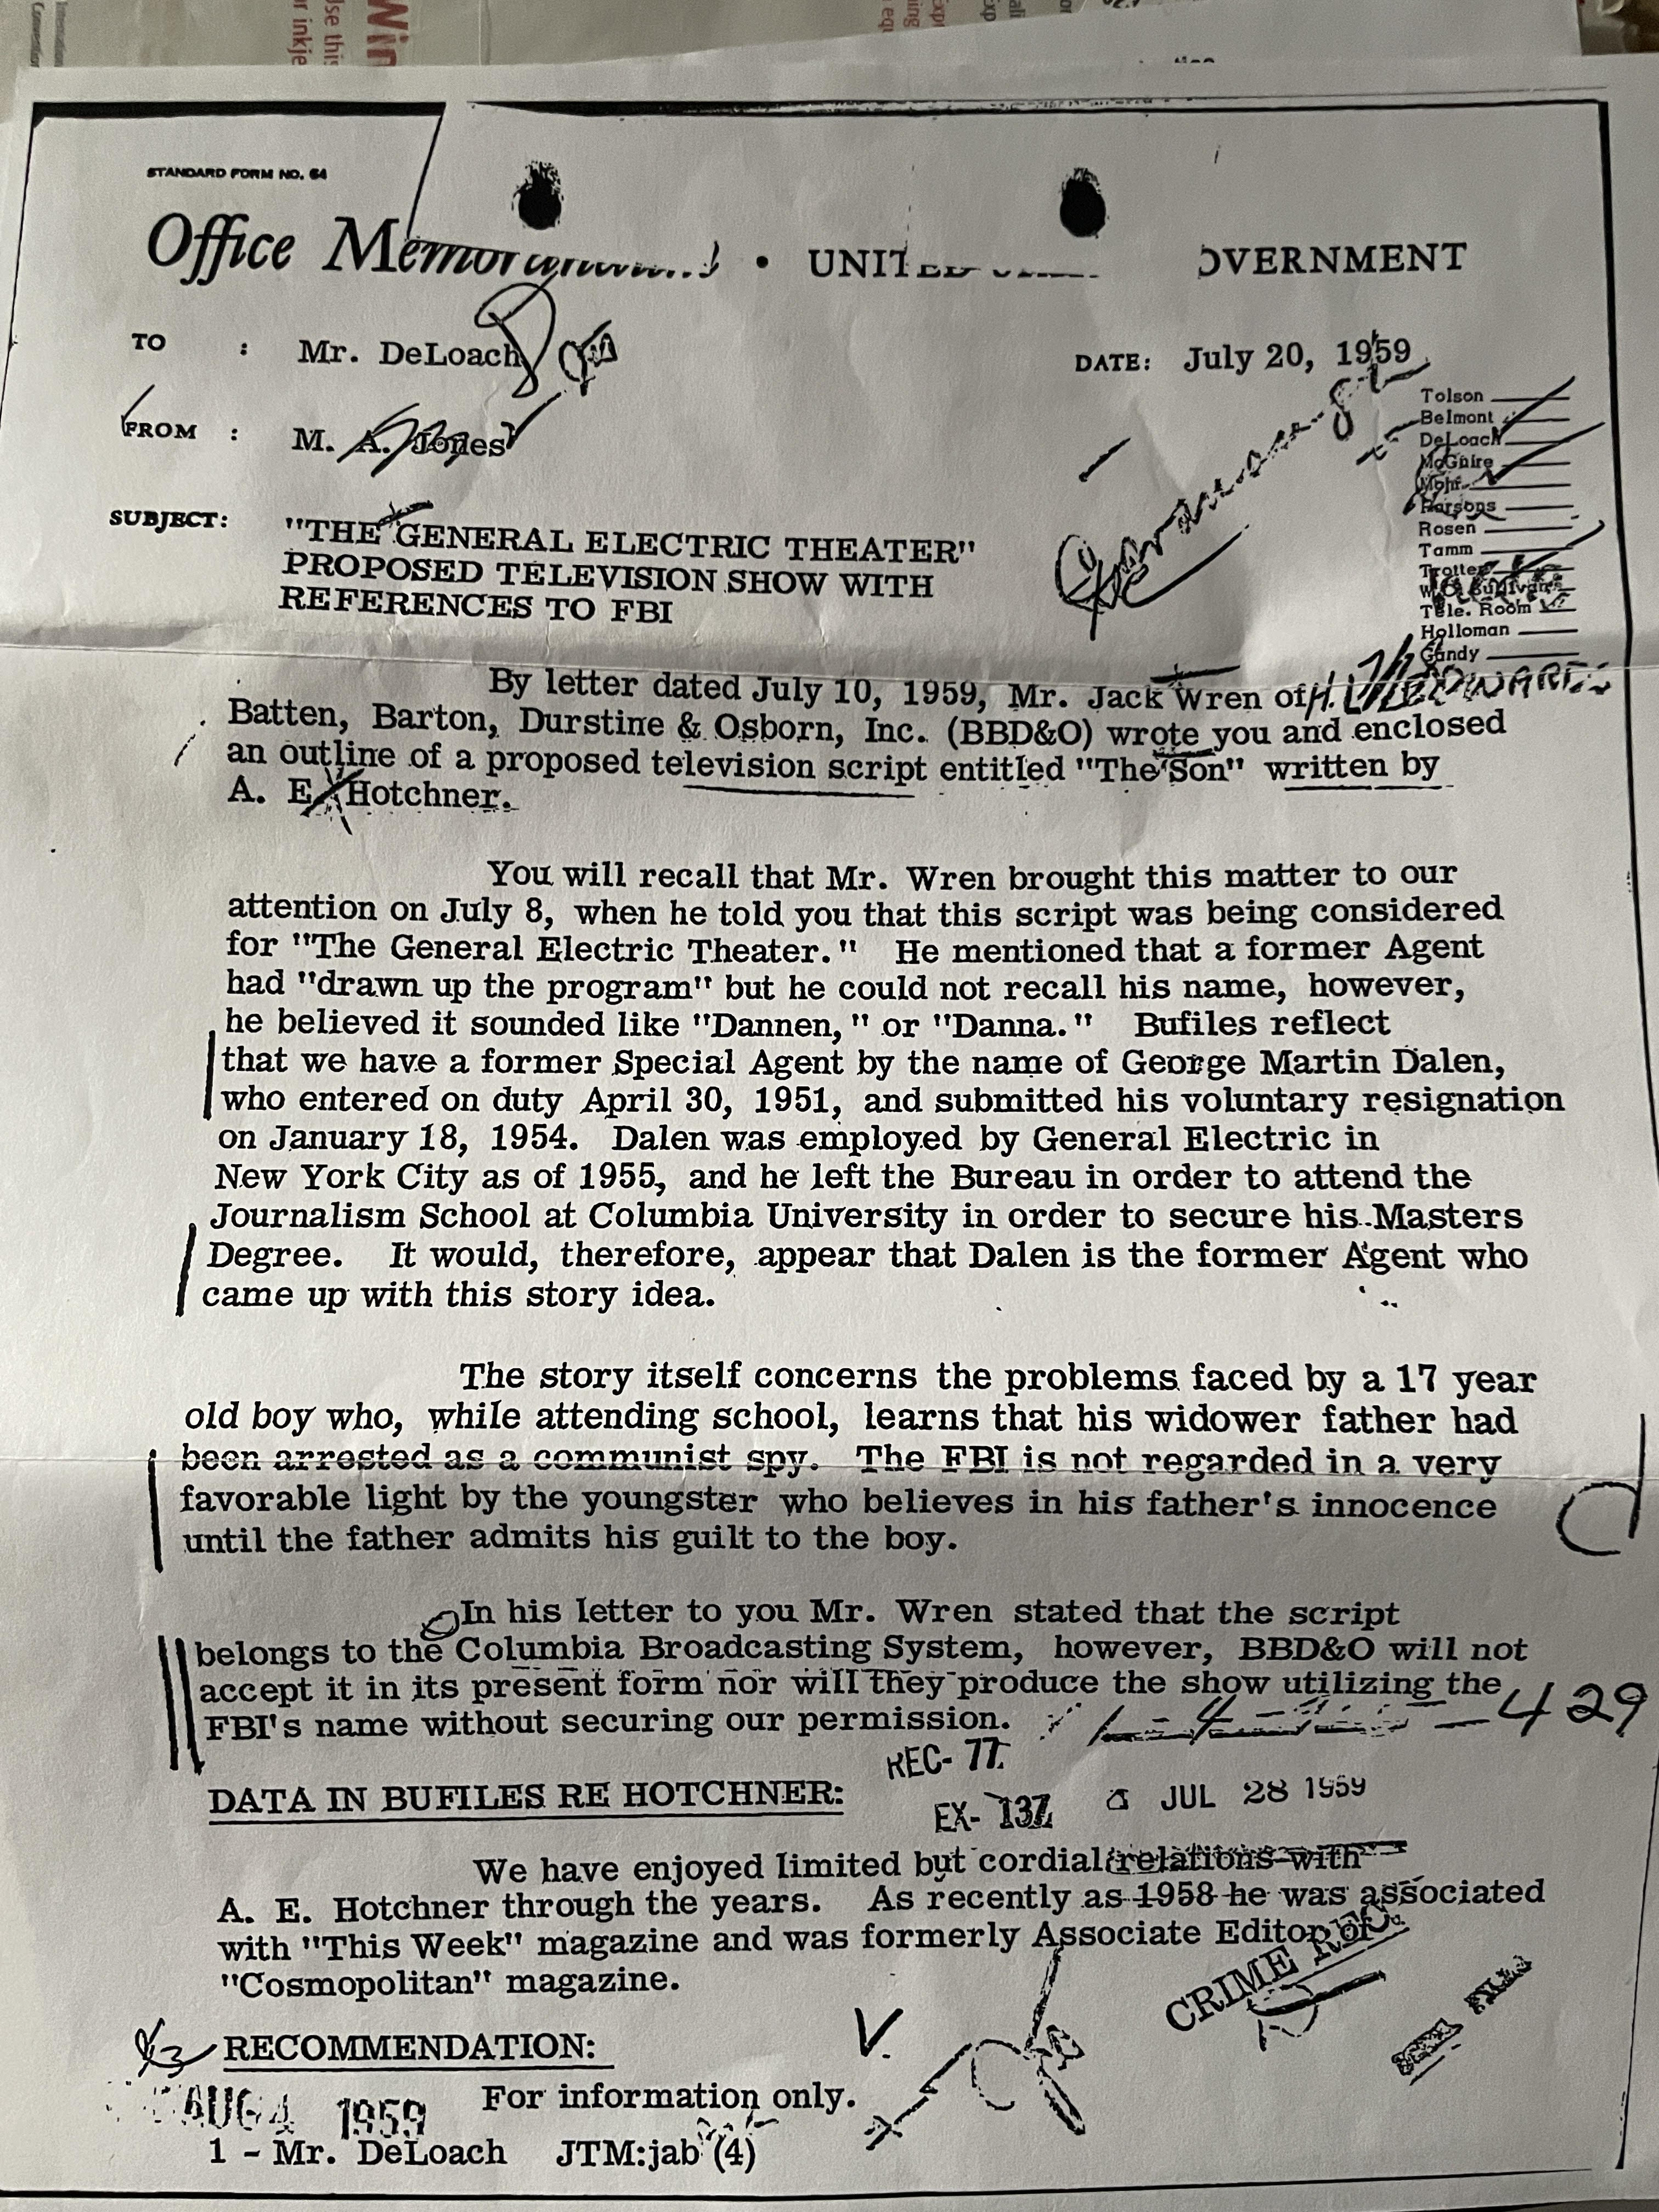 STANDARD FORM NO. 64
Office • GOVERNMENT
TO : Mr. DeLoach
DATE: July 20, 1959
FROM : M. A. Jones
Tolson
Belmont
DeLoach
McGuire
Mohr
Parsons
Rosen
Tamm
Trotter
W.C. Sullivan
Tele. Room
Holloman
Gandy
SUBJECT: "THE GENERAL ELECTRIC THEATER"
PROPOSED TELEVISION SHOW WITH
REFERENCES TO FBI
By letter dated July 10, 1959, Mr. Jack Wren of
Batten, Barton, Durstine & Osborn, Inc. (BBD&O) wrote you and enclosed
an outline of a proposed television script entitled "The Son" written by
A. E. Hotchner.
You will recall that Mr. Wren brought this matter to our
attention on July 8, when he told you that this script was being considered
for "The General Electric Theater." He mentioned that a former Agent
had "drawn up the program" but he could not recall his name, however,
he believed it sounded like "Dannen," or "Danna." Bufiles reflect
that we have a former Special Agent by the name of George Martin Dalen,
who entered on duty April 30, 1951, and submitted his voluntary resignation
on January 18, 1954. Dalen was employed by General Electric in
New York City as of 1955, and he left the Bureau in order to attend the
Journalism School at Columbia University in order to secure his Masters
Degree. It would, therefore, appear that Dalen is the former Agent who
came up with this story idea.
The story itself concerns the problems faced by a 17 year
old boy who, while attending school, learns that his widower father had
been arrested as a communist spy. The FBI is not regarded in a very
favorable light by the youngster who believes in his father's innocence
until the father admits his guilt to the boy.
In his letter to you Mr. Wren stated that the script
belongs to the Columbia Broadcasting System, however, BBD&O will not
accept it in its present form nor will they produce the show utilizing the
FBI's name without securing our permission.
429
REC- 77
DATA IN BUFILES RE HOTCHNER:
EX- 137
JUL 28 1959
We have enjoyed limited but cordial relations with
A. E. Hotchner through the years. As recently as 1958 he was associated
with "This Week" magazine and was formerly Associate Editor of
"Cosmopolitan" magazine.
CRIME REC.
RECOMMENDATION:
For information only.
AUG 4 1959
1 - Mr. DeLoach JTM:jab (4)